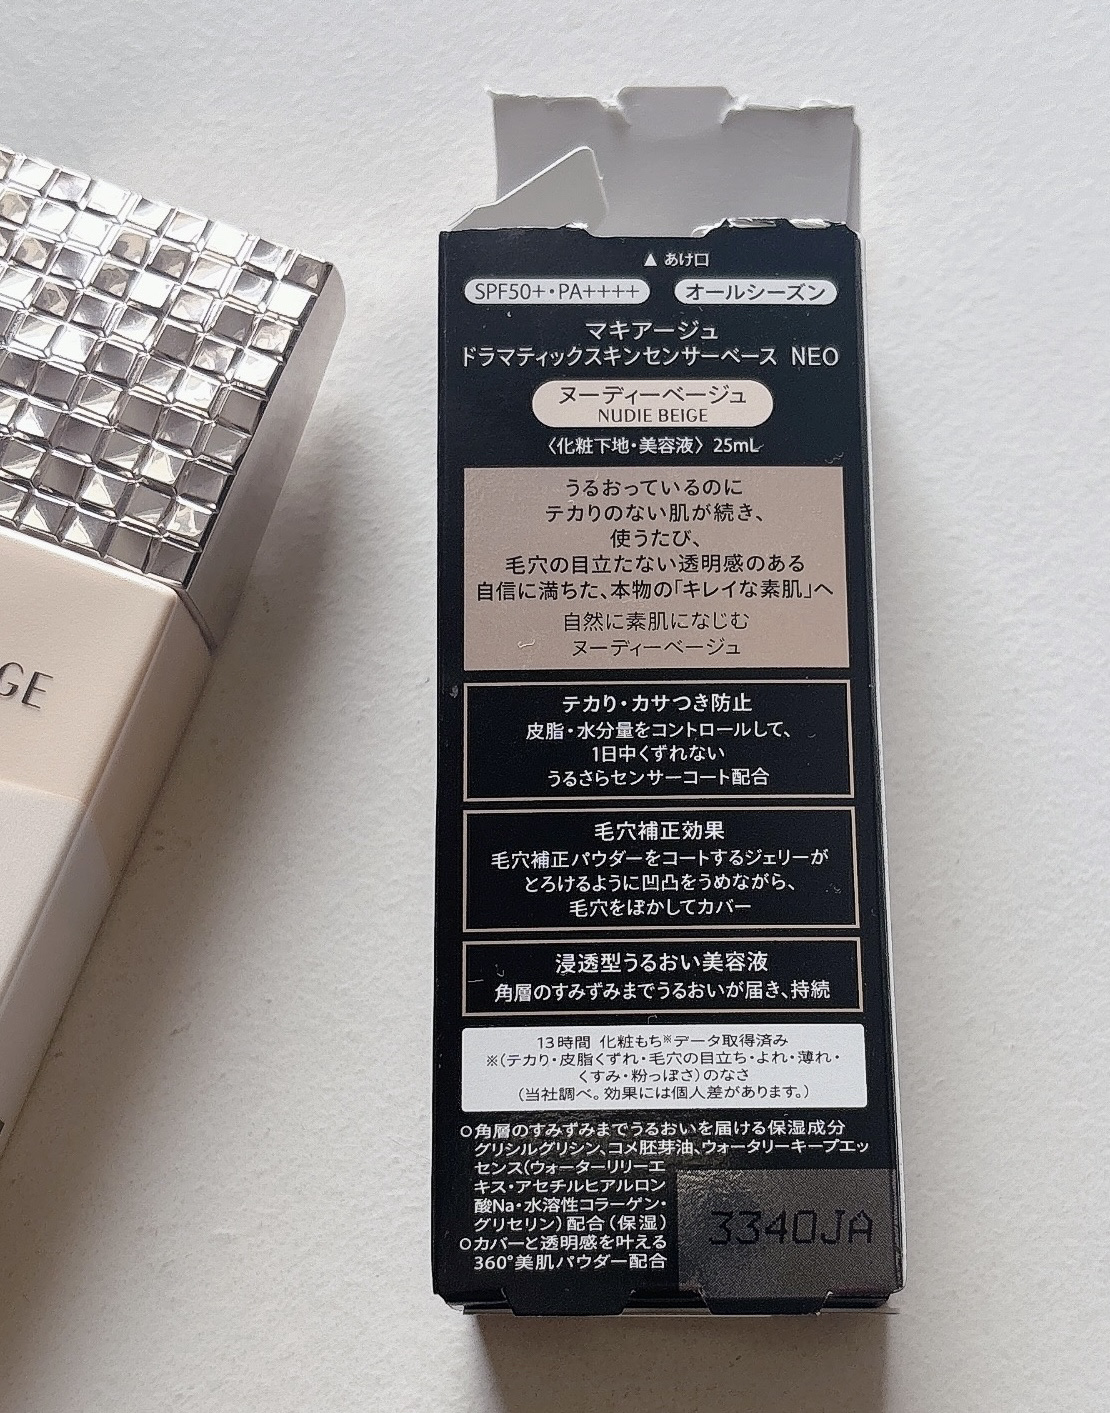 GE
▲ あけ口
SPF50+・PA++++ オールシーズン
マキアージュ
ドラマティックスキンセンサーベース NEO
ヌーディーベージュ
NUDIE BEIGE
〈化粧下地・美容液〉 25mL
うるおっているのに
テカりのない肌が続き、
使うたび、
毛穴の目立たない透明感のある
自信に満ちた、本物の「キレイな素肌」へ
自然に素肌になじむ
ヌーディーベージュ
テカり・カサつき防止
皮脂・水分量をコントロールして、
1日中くずれない
うるさらセンサーコート配合
毛穴補正効果
毛穴補正パウダーをコートするジェリーが
とろけるように凹凸をうめながら、
毛穴をぼかしてカバー
浸透型うるおい美容液
角層のすみずみまでうるおいが届き、持続
13時間 化粧もち※データ取得済み
※(テカり・皮脂くずれ・毛穴の目立ち・よれ・薄れ・
くすみ・粉っぽさ)のなさ
(当社調べ。効果には個人差があります。)
○角層のすみずみまでうるおいを届ける保湿成分
グリシルグリシン、コメ胚芽油、ウォータリーキープエッ
センス(ウォーターリリーエ
キス・アセチルヒアルロン
酸Na・水溶性コラーゲン・
グリセリン)配合(保湿)
○カバーと透明感を叶える
360°美肌パウダー配合
3340JA